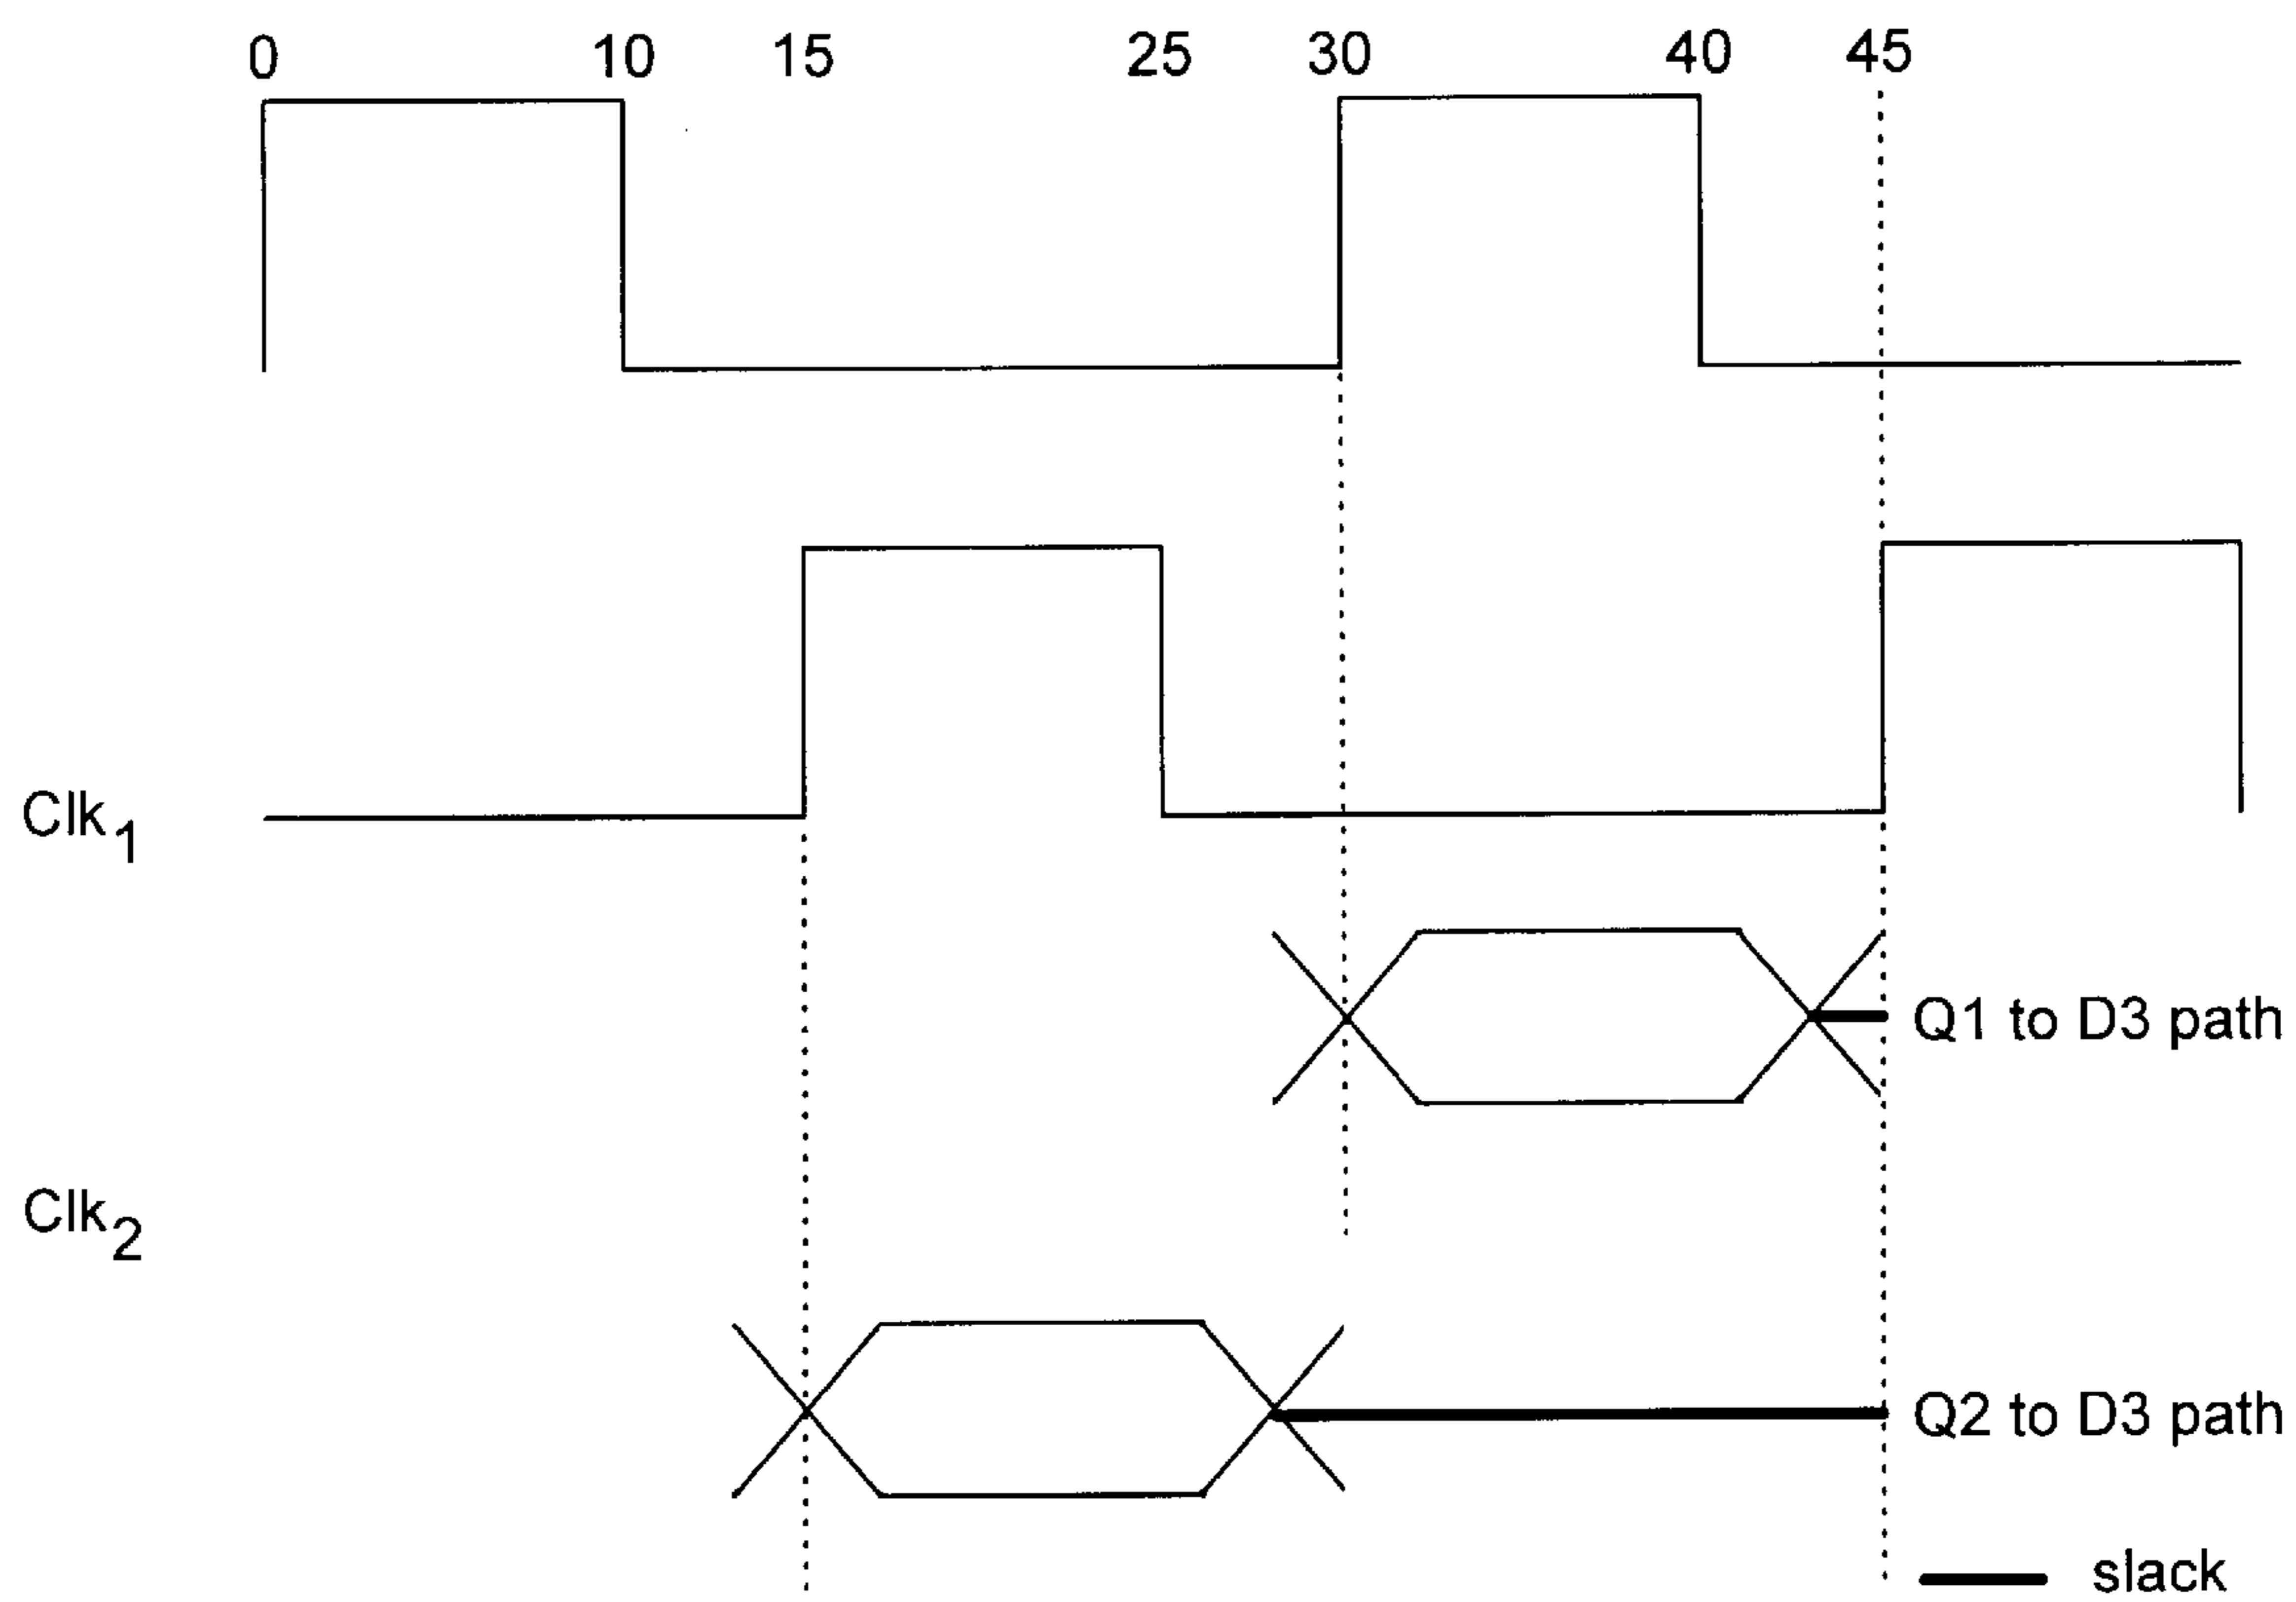 0 10 15 25 30 40 45
Clk1
Q1 to D3 path
Clk2
Q2 to D3 path
slack